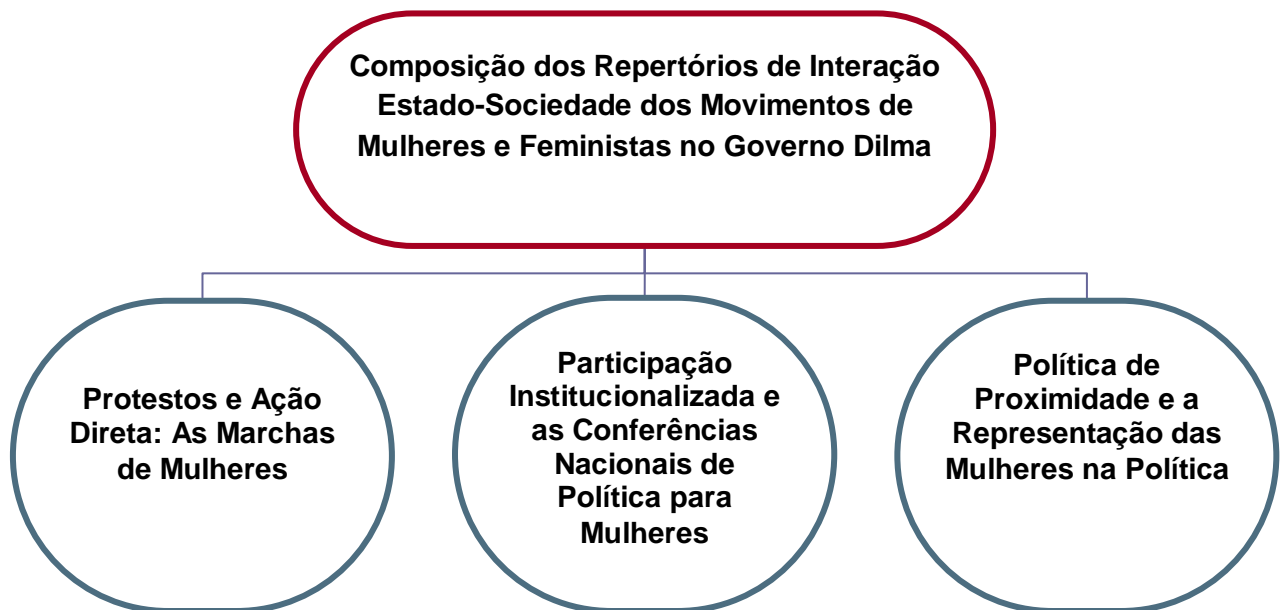 Composição dos Repertórios de Interação
Estado-Sociedade dos Movimentos de
Mulheres e Feministas no Governo Dilma
Protestos e Ação
Direta: As Marchas
de Mulheres
Participação
Institucionalizada e
as Conferências
Nacionais de
Política para
Mulheres
Política de
Proximidade e a
Representação das
Mulheres na Política